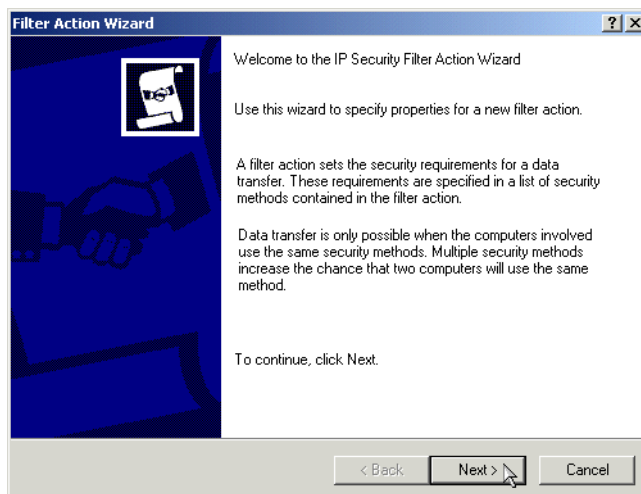 Filter Action Wizard
Welcome to the IP Security Filter Action Wizard
Use this wizard to specify properties for a new filter action.
A filter action sets the security requirements for a data
transfer. These requirements are specified in a list of security
methods contained in the filter action.
Data transfer is only possible when the computers involved
use the same security methods. Multiple security methods
increase the chance that two computers will use the same
method.
To continue, click Next.
< Back Next > Cancel